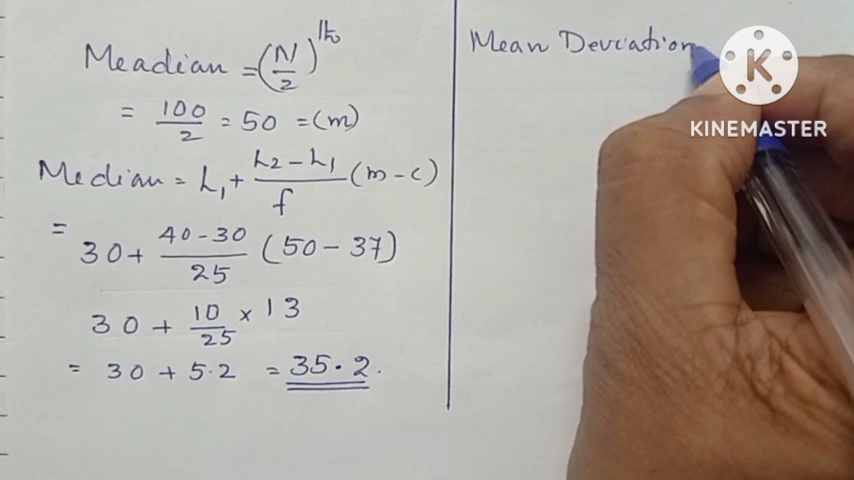 Meadian = (N/2)th
= 100/2 = 50 = (m)
Median = L1 + L2 - L1/f (m - c)
= 30 + 40 - 30/25 (50 - 37)
30 + 10/25 × 13
= 30 + 5.2 = 35.2.
Mean Deviation
K
KINEMASTER